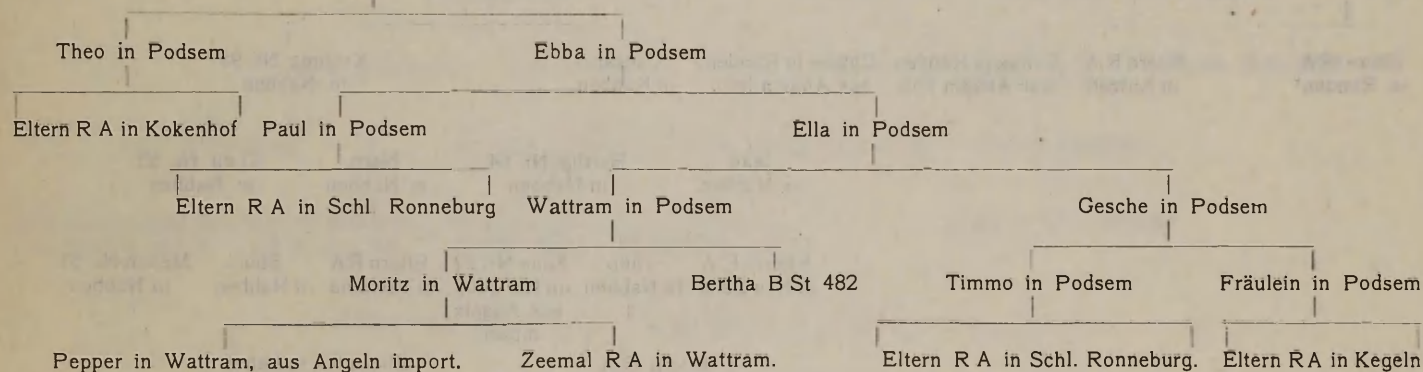 Theo in Podsem Ebba in Podsem
Eltern R A in Kokenhof Paul in Podsem Ella in Podsem
Eltern R A in Schl Ronneburg Wattram in Podsem Gesche in Podsem
Moritz in Wattram Bertha B St 482 Timmo in Podsem Fräulein in Podsem
Pepper in Wattram, aus Angeln import. Zeemal R A in Wattram. Eltern R A in Schl. Ronneburg. Eltern R A in Kegeln